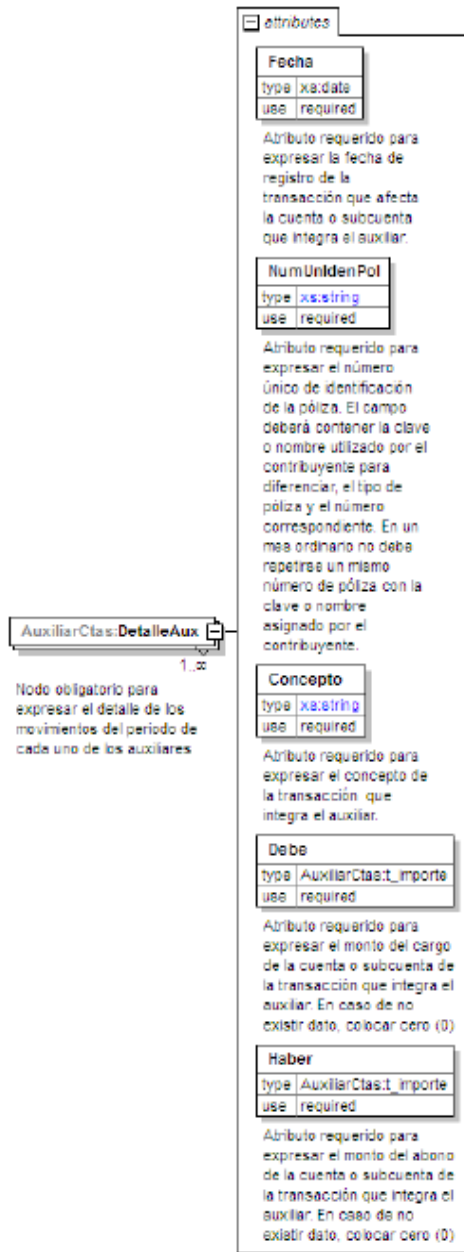 attributes
Fecha
type xs:date
use required
Atributo requerido para
expresar la fecha de
registro de la
transacción que afecta
la cuenta o subcuenta
que integra el auxiliar.
NumUnIdenPol
type xs:string
use required
Atributo requerido para
expresar el número
único de identificación
de la póliza. El campo
deberá contener la clave
o nombre utilizado por el
contribuyente para
diferenciar, el tipo de
póliza y el número
correspondiente. En un
mes ordinario no debe
repetirse un mismo
número de póliza con la
clave o nombre
asignado por el
contribuyente.
AuxiliarCtas:DetalleAux
1..∞
Nodo obligatorio para
expresar el detalle de los
movimientos del periodo de
cada uno de los auxiliares
Concepto
type xs:string
use required
Atributo requerido para
expresar el concepto de
la transacción que
integra el auxiliar.
Debe
type AuxiliarCtas:t_Importe
use required
Atributo requerido para
expresar el monto del cargo
de la cuenta o subcuenta de
la transacción que integra el
auxiliar. En caso de no
existir dato, colocar cero (0)
Haber
type AuxiliarCtas:t_Importe
use required
Atributo requerido para
expresar el monto del abono
de la cuenta o subcuenta de
la transacción que integra el
auxiliar. En caso de no
existir dato, colocar cero (0)